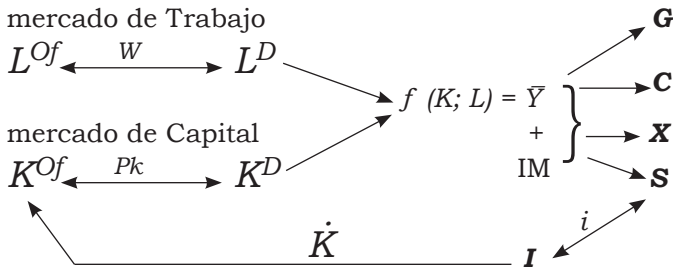 mercado de Trabajo
G
L^Of W L^D
C
f (K; L) = Ȳ
+
X
mercado de Capital
IM
K^Of Pk K^D
S
i
K̇
I